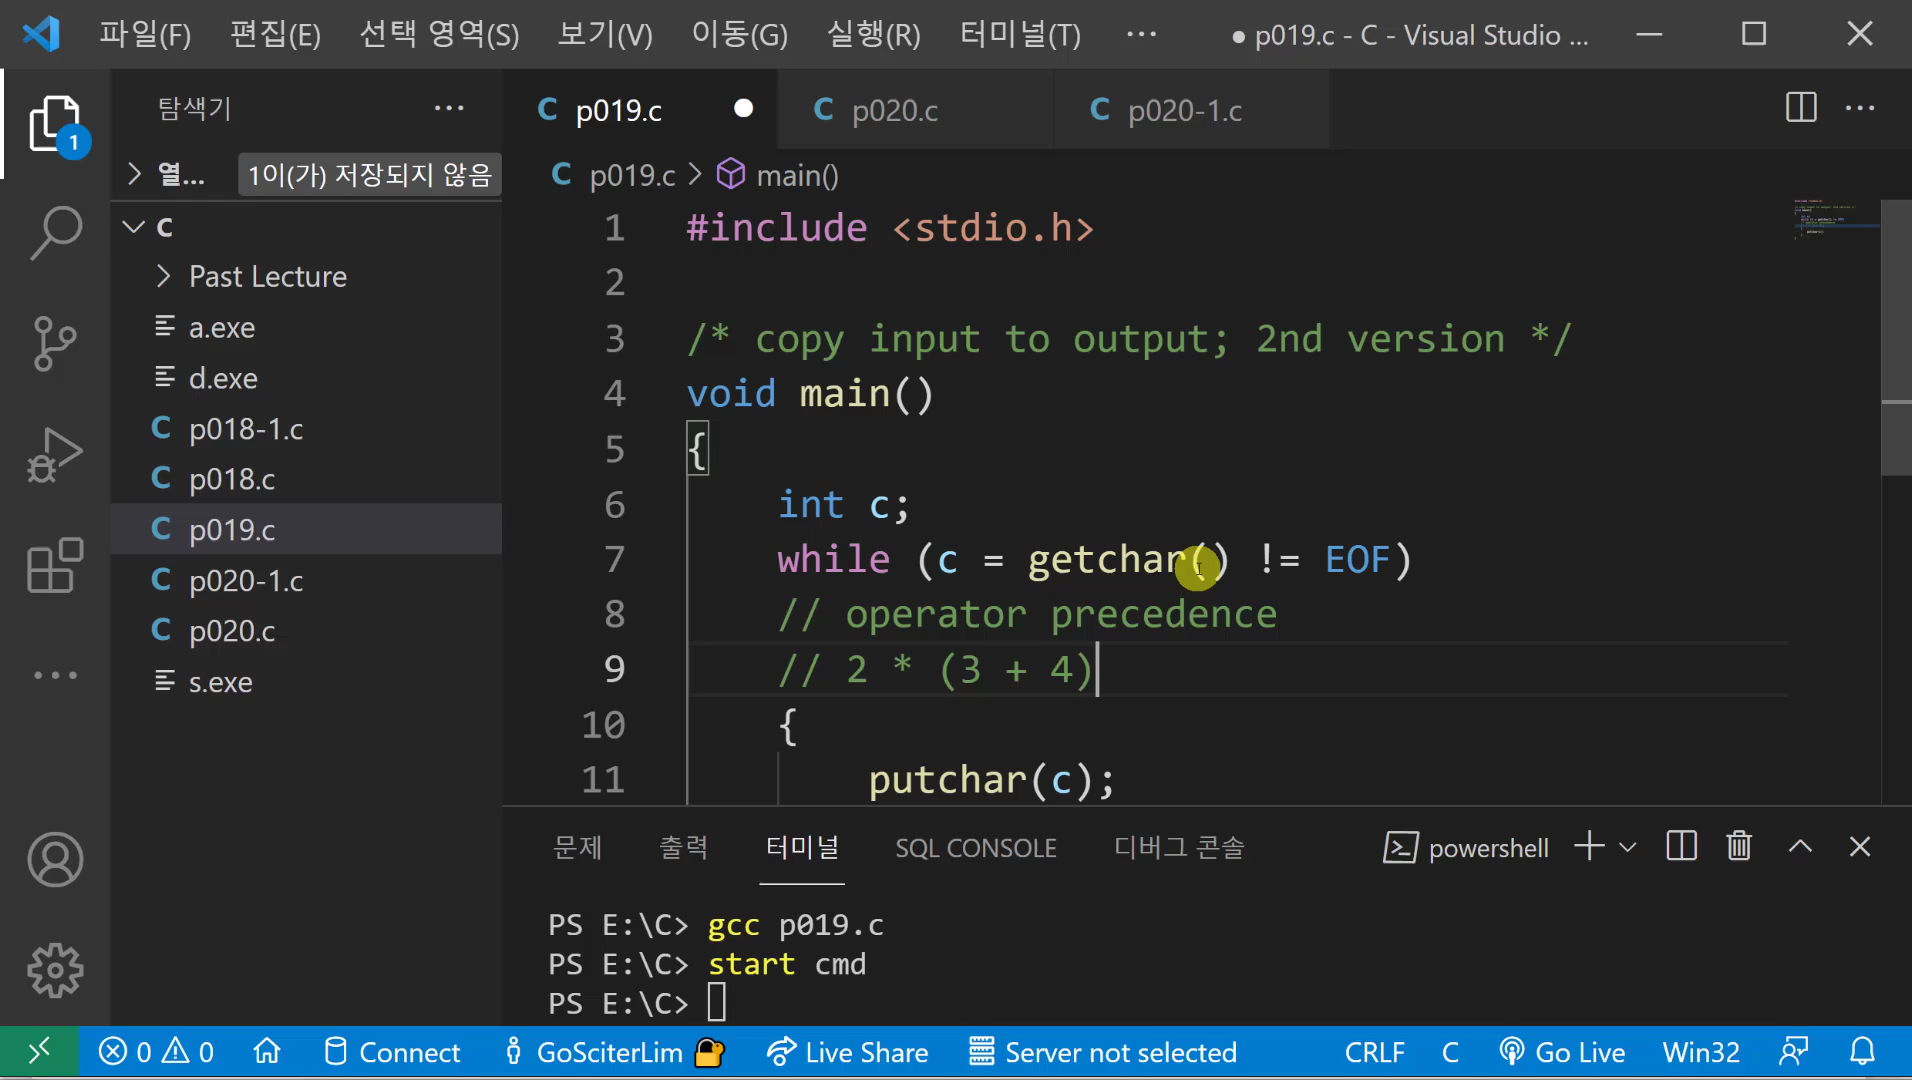 파일(F) 편집(E) 선택 영역(S) 보기(V) 이동(G) 실행(R) 터미널(T) ··· ● p019.c - C - Visual Studio ...
탐색기 ···
C p019.c ● C p020.c C p020-1.c ···
1
열... 1이(가) 저장되지 않음
C p019.c > main()
C
Past Lecture
a.exe
d.exe
C p018-1.c
C p018.c
C p019.c
C p020-1.c
C p020.c
s.exe
1 #include <stdio.h>
2
3 /* copy input to output; 2nd version */
4 void main()
5 {
6 int c;
7 while (c = getchar() != EOF)
8 // operator precedence
9 // 2 * (3 + 4)
10 {
11 putchar(c);
문제 출력 터미널 SQL CONSOLE 디버그 콘솔 powershell
PS E:\C> gcc p019.c
PS E:\C> start cmd
PS E:\C>
0 0 Connect GoSciterLim Live Share Server not selected CRLF C Go Live Win32